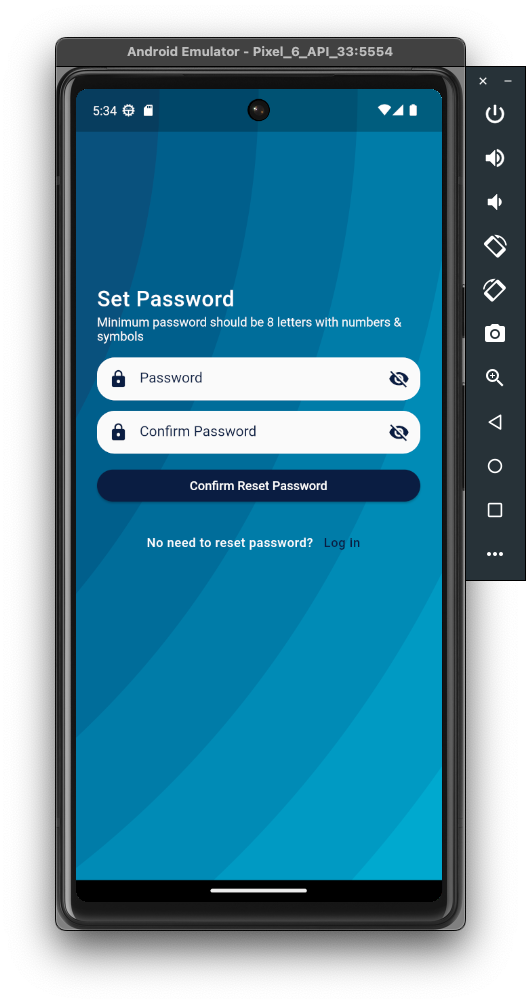 Android Emulator - Pixel_6_API_33:5554
5:34
Set Password
Minimum password should be 8 letters with numbers &
symbols
Password
Confirm Password
Confirm Reset Password
No need to reset password? Log in